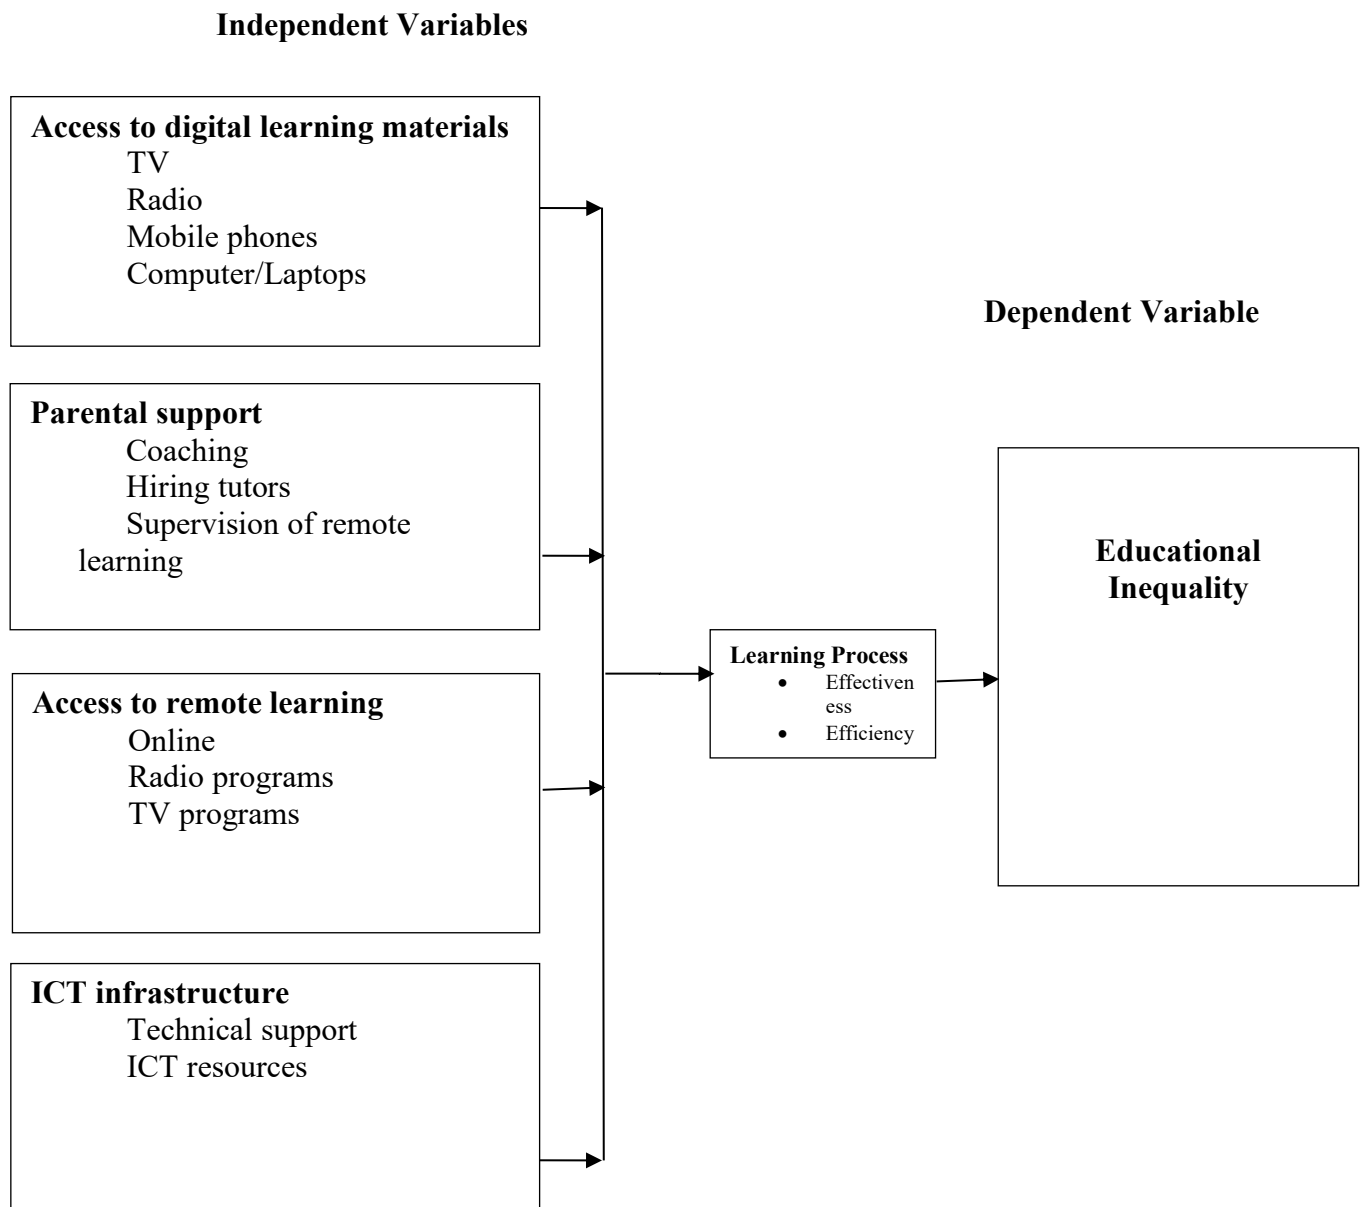 Independent Variables
Access to digital learning materials
TV
Radio
Mobile phones
Computer/Laptops
Parental support
Coaching
Hiring tutors
Supervision of remote
learning
Access to remote learning
Online
Radio programs
TV programs
ICT infrastructure
Technical support
ICT resources
Learning Process
• Effectiven
ess
• Efficiency
Dependent Variable
Educational
Inequality